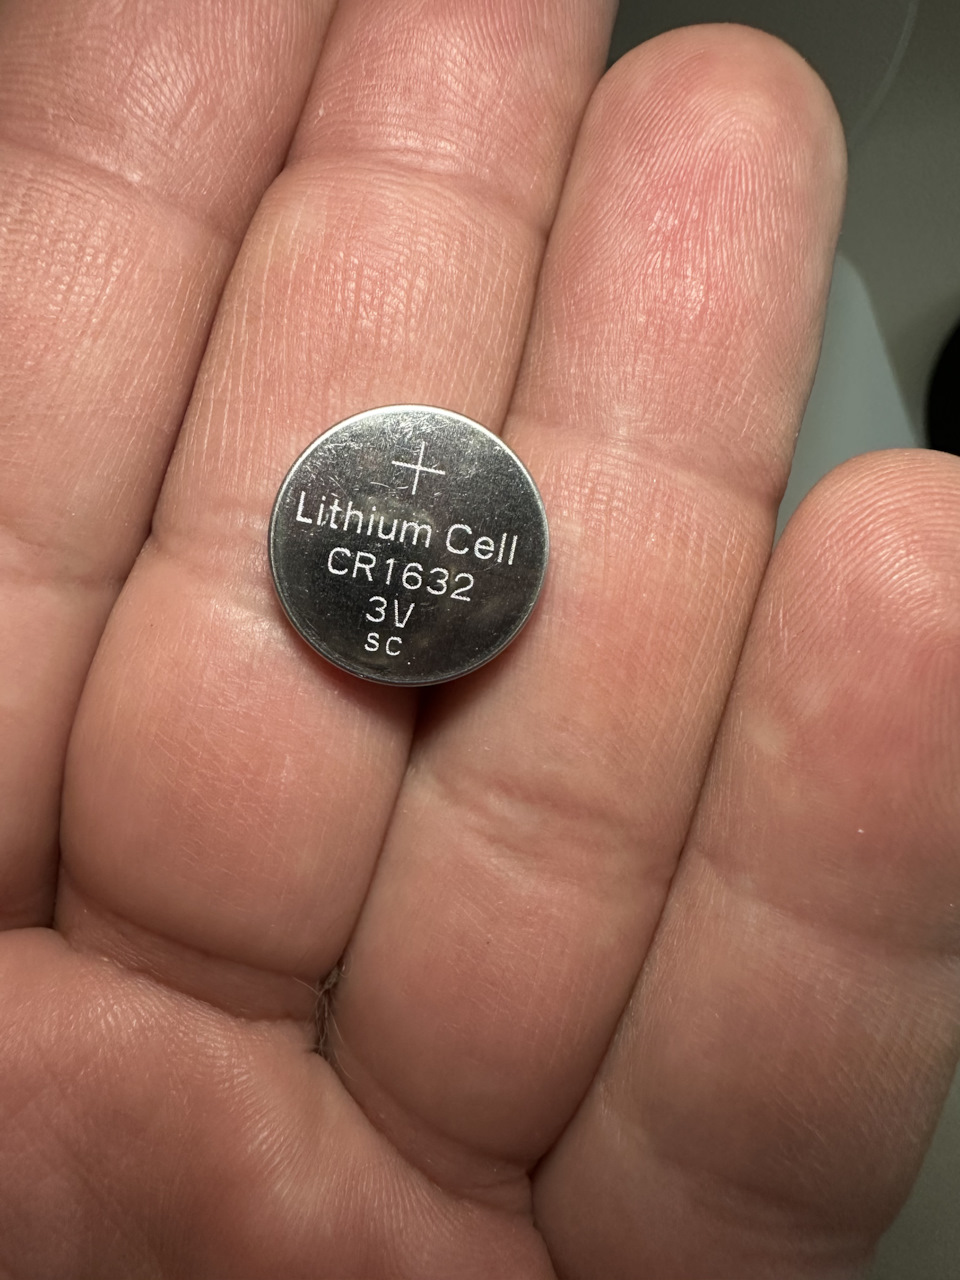 +
Lithium Cell
CR1632
3V
SC